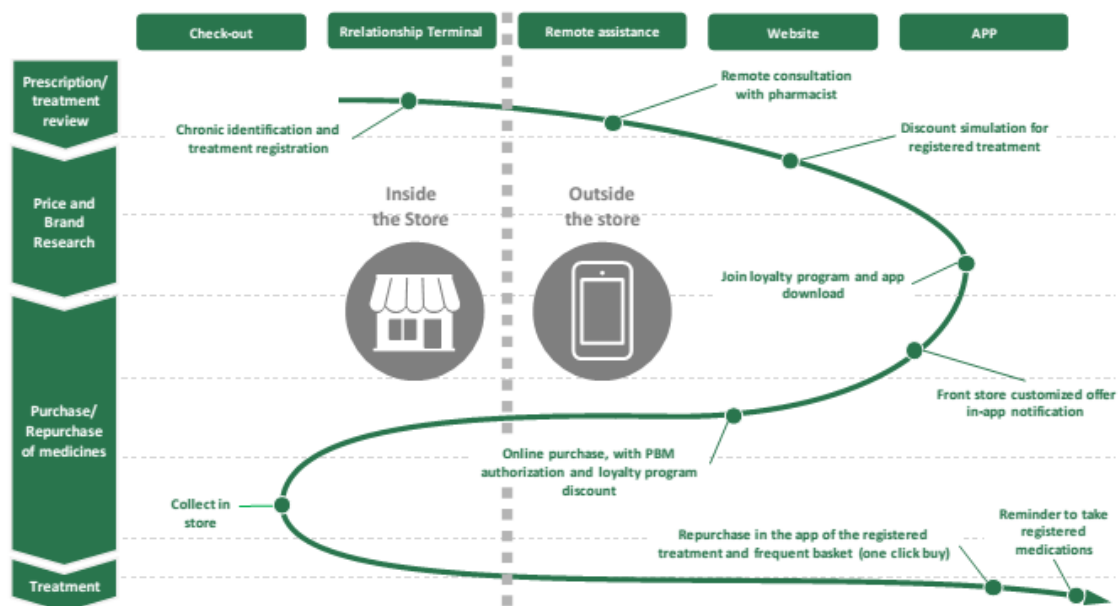 Check-out
Rrelationship Terminal
Remote assistance
Website
APP
Prescription/
treatment
review
Remote consultation
with pharmacist
Chronic identification and
treatment registration
Discount simulation for
registered treatment
Price and
Brand
Research
Inside
the Store
Outside
the store
Join loyalty program and app
download
Purchase/
Repurchase
of medicines
Front store customized offer
in-app notification
Online purchase, with PBM
authorization and loyalty program
discount
Collect in
store
Repurchase in the app of the registered
treatment and frequent basket (one click buy)
Reminder to take
registered
medications
Treatment